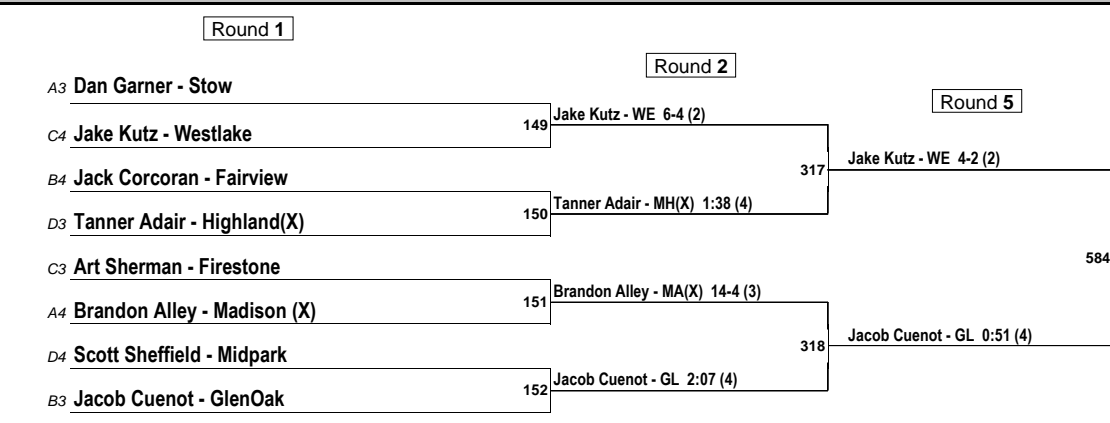 Round 1
Round 2
Round 5
A3 Dan Garner - Stow
C4 Jake Kutz - Westlake
B4 Jack Corcoran - Fairview
D3 Tanner Adair - Highland(X)
C3 Art Sherman - Firestone
A4 Brandon Alley - Madison (X)
D4 Scott Sheffield - Midpark
B3 Jacob Cuenot - GlenOak
149 Jake Kutz - WE 6-4 (2)
150 Tanner Adair - MH(X) 1:38 (4)
151 Brandon Alley - MA(X) 14-4 (3)
152 Jacob Cuenot - GL 2:07 (4)
317 Jake Kutz - WE 4-2 (2)
318 Jacob Cuenot - GL 0:51 (4)
584